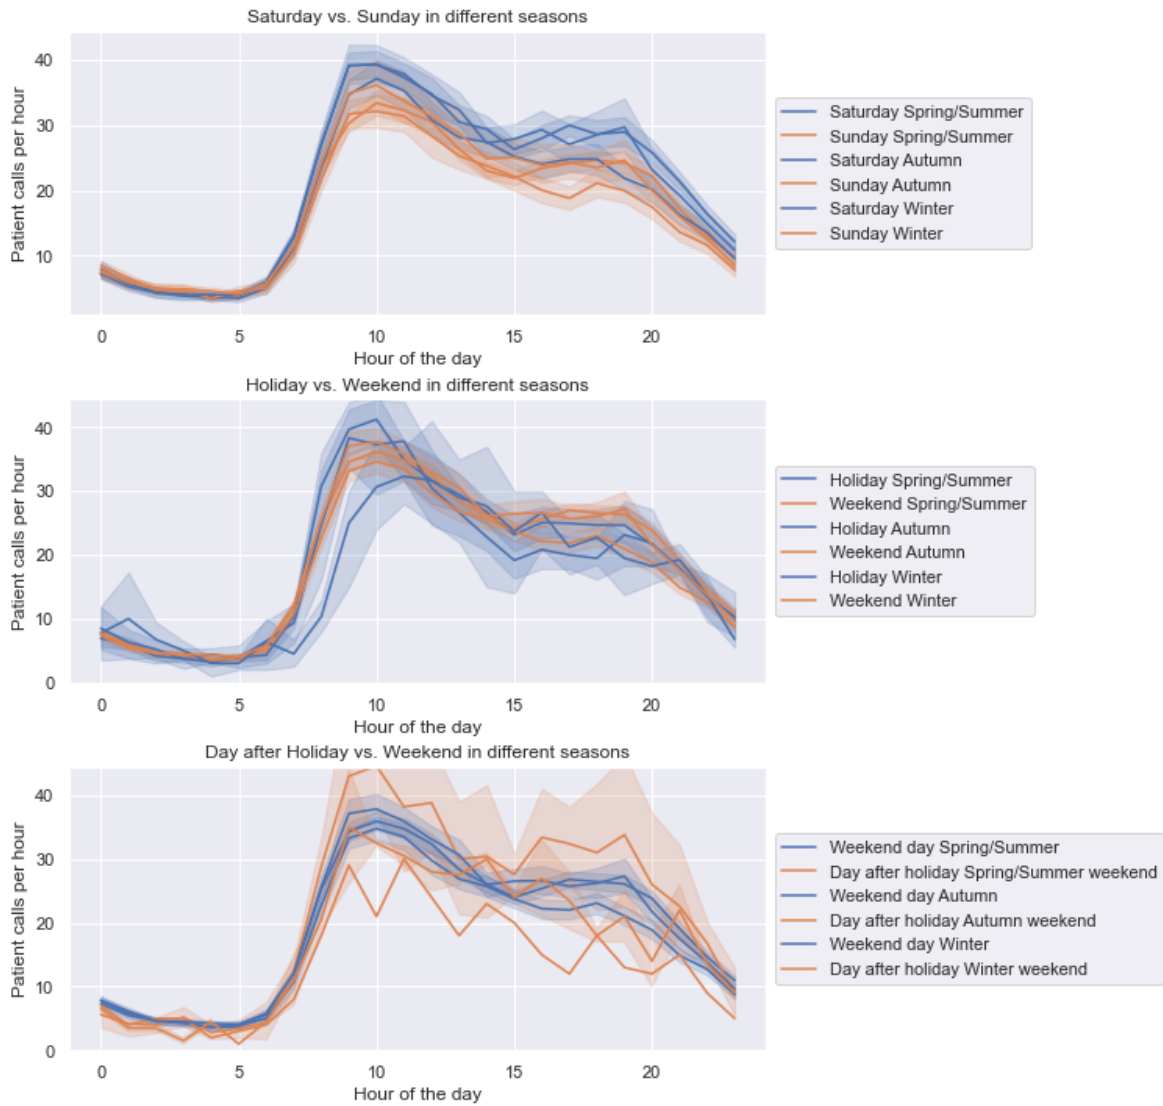 Saturday vs. Sunday in different seasons
Patient calls per hour
40
30
20
10
0 5 10 15 20
Hour of the day
Saturday Spring/Summer
Sunday Spring/Summer
Saturday Autumn
Sunday Autumn
Saturday Winter
Sunday Winter
Holiday vs. Weekend in different seasons
Patient calls per hour
40
30
20
10
0
0 5 10 15 20
Hour of the day
Holiday Spring/Summer
Weekend Spring/Summer
Holiday Autumn
Weekend Autumn
Holiday Winter
Weekend Winter
Day after Holiday vs. Weekend in different seasons
Patient calls per hour
40
30
20
10
0
0 5 10 15 20
Hour of the day
Weekend day Spring/Summer
Day after holiday Spring/Summer weekend
Weekend day Autumn
Day after holiday Autumn weekend
Weekend day Winter
Day after holiday Winter weekend